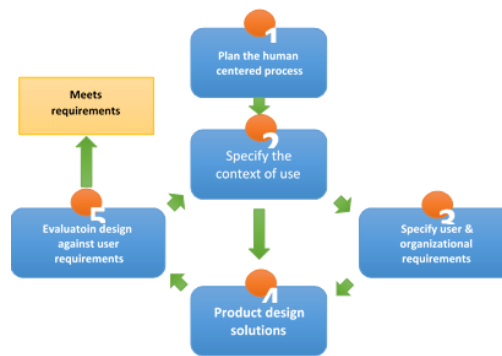 1
Plan the human
centered process
Meets
requirements
2
Specify the
context of use
5
Evaluatoin design
against user
requirements
3
Specify user &
organizational
requirements
4
Product design
solutions